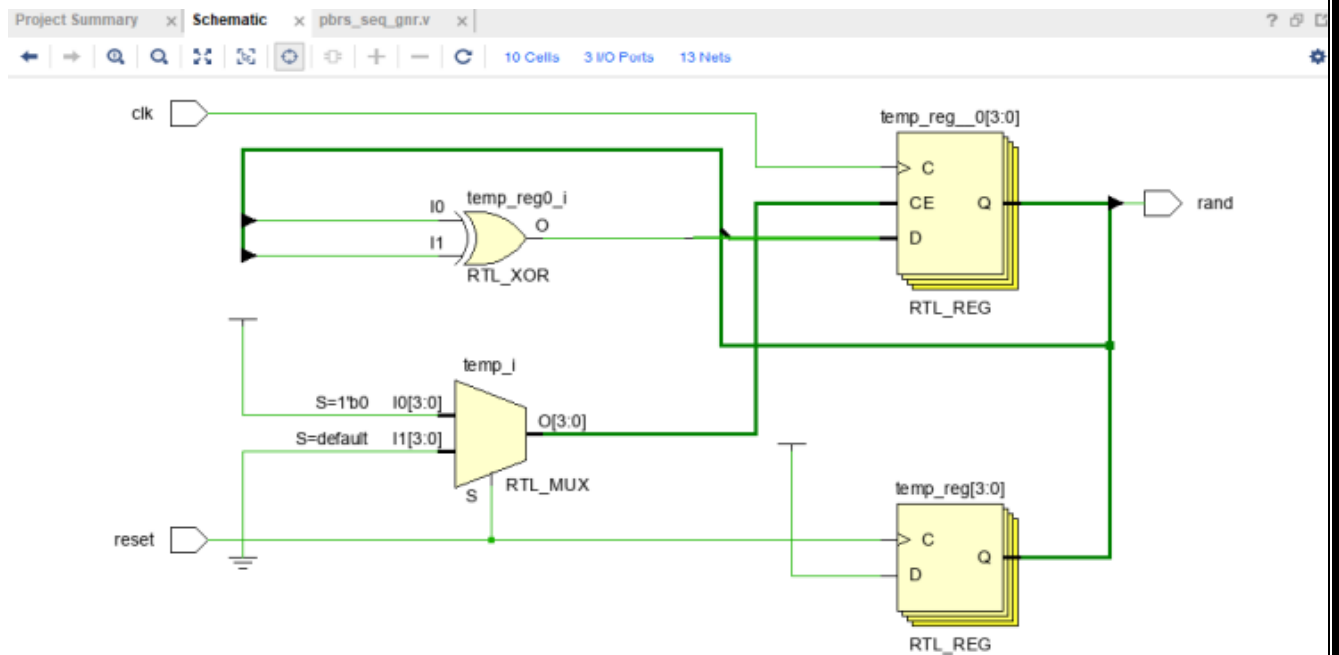 Project Summary × Schematic × pbrs_seq_gnr.v ×
10 Cells 3 I/O Ports 13 Nets
clk
temp_reg__0[3:0]
C
CE Q
D
RTL_REG
rand
temp_reg0_i
I0
I1
O
RTL_XOR
temp_i
S=1'b0 I0[3:0]
S=default I1[3:0]
O[3:0]
S
RTL_MUX
reset
temp_reg[3:0]
C
Q
D
RTL_REG